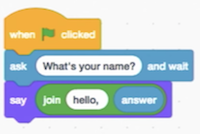 when clicked
ask What's your name? and wait
say join hello, answer